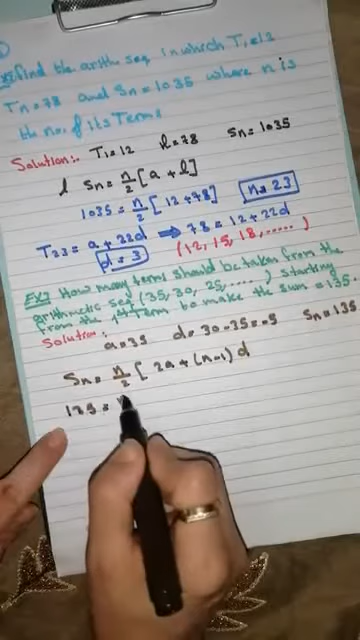 Ex: Find the arith. seq. in which T₁=12
Tn=78 and Sn=1035 where n is
the no. of its Terms
Solution:- T₁=12 l=78 Sn=1035
Sn=n/2[a+l]
1035=n/2[12+78] n=23
T₂₃=a+22d ⇒ 78=12+22d
d=3 (12,15,18,.....)
EX2 How many terms should be taken from the
arithmetic seq. (35,30,25,.....) starting
from the 1st term to make the sum=135.
Solution:
a=35 d=30-35=-5 Sn=135
Sn=n/2[2a+(n-1)d
135=